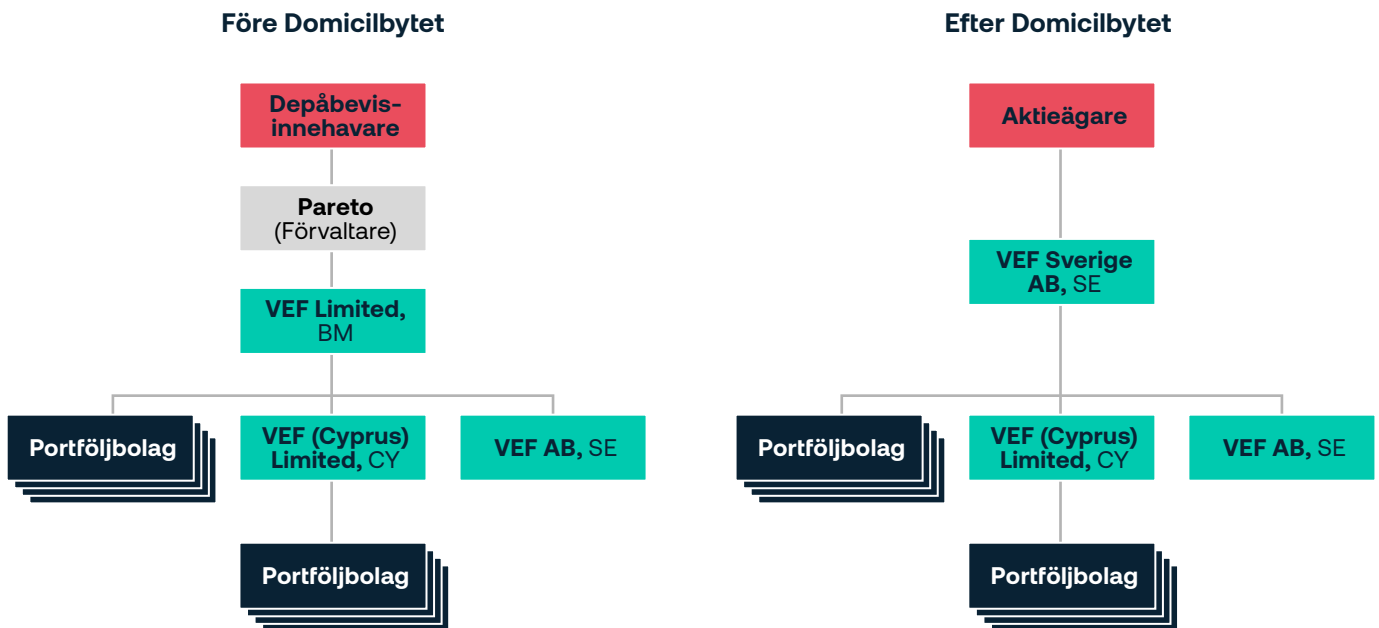 Före Domicilbytet
Depåbevis-
innehavare
Pareto
(Förvaltare)
VEF Limited,
BM
Portföljbolag
VEF (Cyprus)
Limited, CY
VEF AB, SE
Portföljbolag
Efter Domicilbytet
Aktieägare
VEF Sverige
AB, SE
Portföljbolag
VEF (Cyprus)
Limited, CY
VEF AB, SE
Portföljbolag